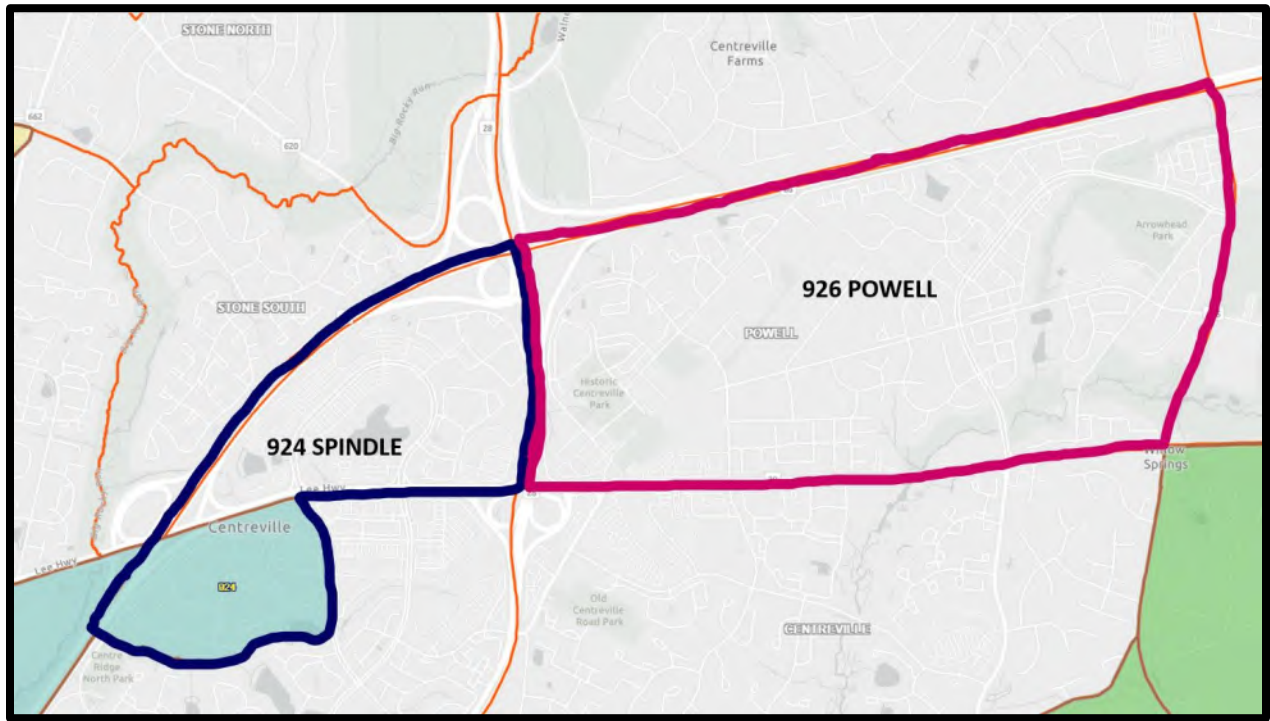 STONE NORTH
Centreville
Farms
Big Rocky Run
662
28
620
Arrowhead
Park
926 POWELL
STONE SOUTH
POWELL
Historic
Centreville
Park
924 SPINDLE
Willow
Springs
Lee Hwy
28
Centreville
Lee Hwy
924
Old
Centreville
Road Park
CENTREVILLE
Centre
Ridge
North Park